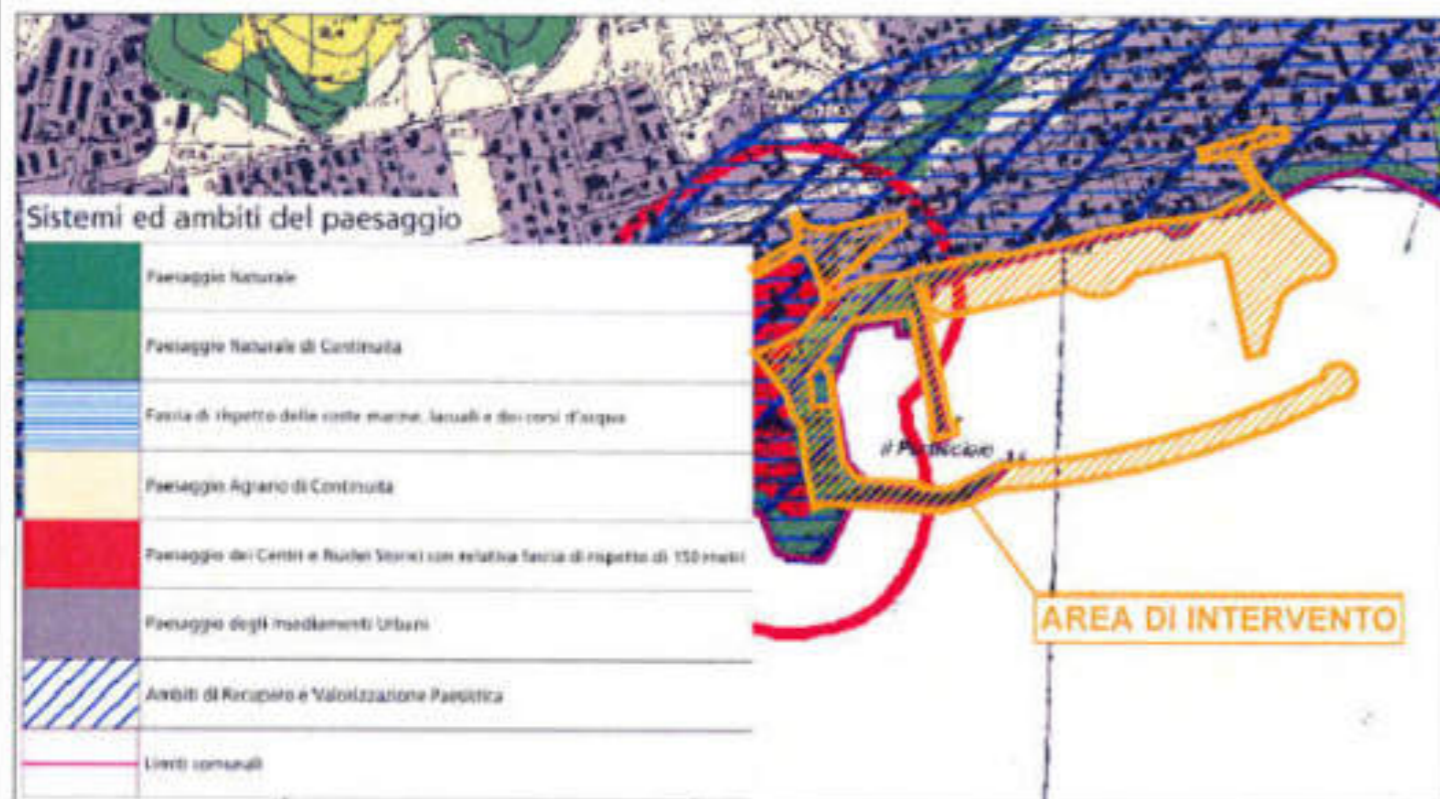 Sistemi ed ambiti del paesaggio
Paesaggio Naturale
Paesaggio Naturale di Continuità
Fascia di rispetto delle coste marine, lacuali e dei corsi d'acqua
Paesaggio Agrario di Continuità
Paesaggio dei Centri e Nuclei Storici con relativa fascia di rispetto di 150 metri
Paesaggio degli Insediamenti Urbani
Ambiti di Recupero e Valorizzazione Paesistica
Limiti comunali
il Porticciolo
AREA DI INTERVENTO